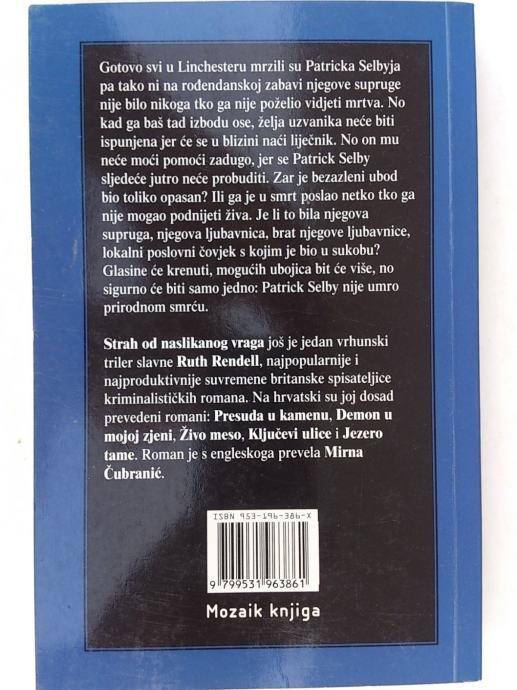 Gotovo svi u Linchesteru mrzili su Patricka Selbyja
pa tako ni na rođendanskoj zabavi njegove supruge
nije bilo nikoga tko ga nije poželio vidjeti mrtva. No
kad ga baš tad izbodu ose, želja uzvanika neće biti
ispunjena jer će se u blizini naći liječnik. No on mu
neće moći pomoći zadugo, jer se Patrick Selby
sljedeće jutro neće probuditi. Zar je bezazleni ubod
bio toliko opasan? Ili ga je u smrt poslao netko tko ga
nije mogao podnijeti živa. Je li to bila njegova
supruga, njegova ljubavnica, brat njegove ljubavnice,
lokalni poslovni čovjek s kojim je bio u sukobu?
Glasine će krenuti, mogućih ubojica bit će više, no
sigurno će biti samo jedno: Patrick Selby nije umro
prirodnom smrću.
Strah od naslikanog vraga još je jedan vrhunski
triler slavne Ruth Rendell, najpopularnije i
najproduktivnije suvremene britanske spisateljice
kriminalističkih romana. Na hrvatski su joj dosad
prevedeni romani: Presuda u kamenu, Demon u
mojoj zjeni, Živo meso, Ključevi ulice i Jezero
tame. Roman je s engleskoga prevela Mirna
Čubranić.
ISBN 953-196-386-X
9 799531 963861
Mozaik knjiga